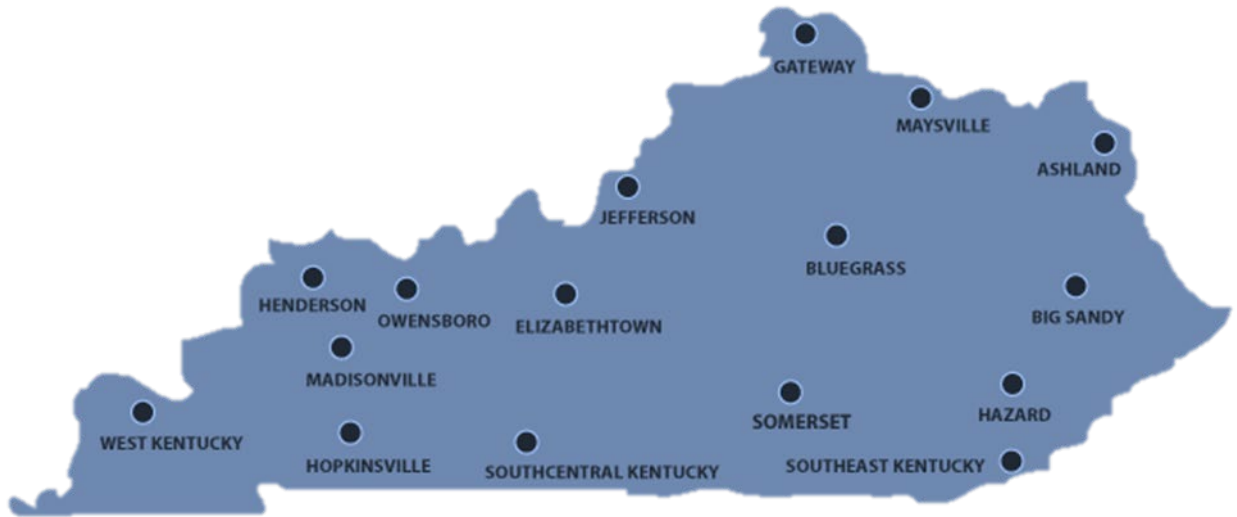 GATEWAY
MAYSVILLE
ASHLAND
JEFFERSON
BLUEGRASS
HENDERSON
OWENSBORO
ELIZABETHTOWN
BIG SANDY
MADISONVILLE
HAZARD
SOMERSET
WEST KENTUCKY
HOPKINSVILLE
SOUTHCENTRAL KENTUCKY
SOUTHEAST KENTUCKY